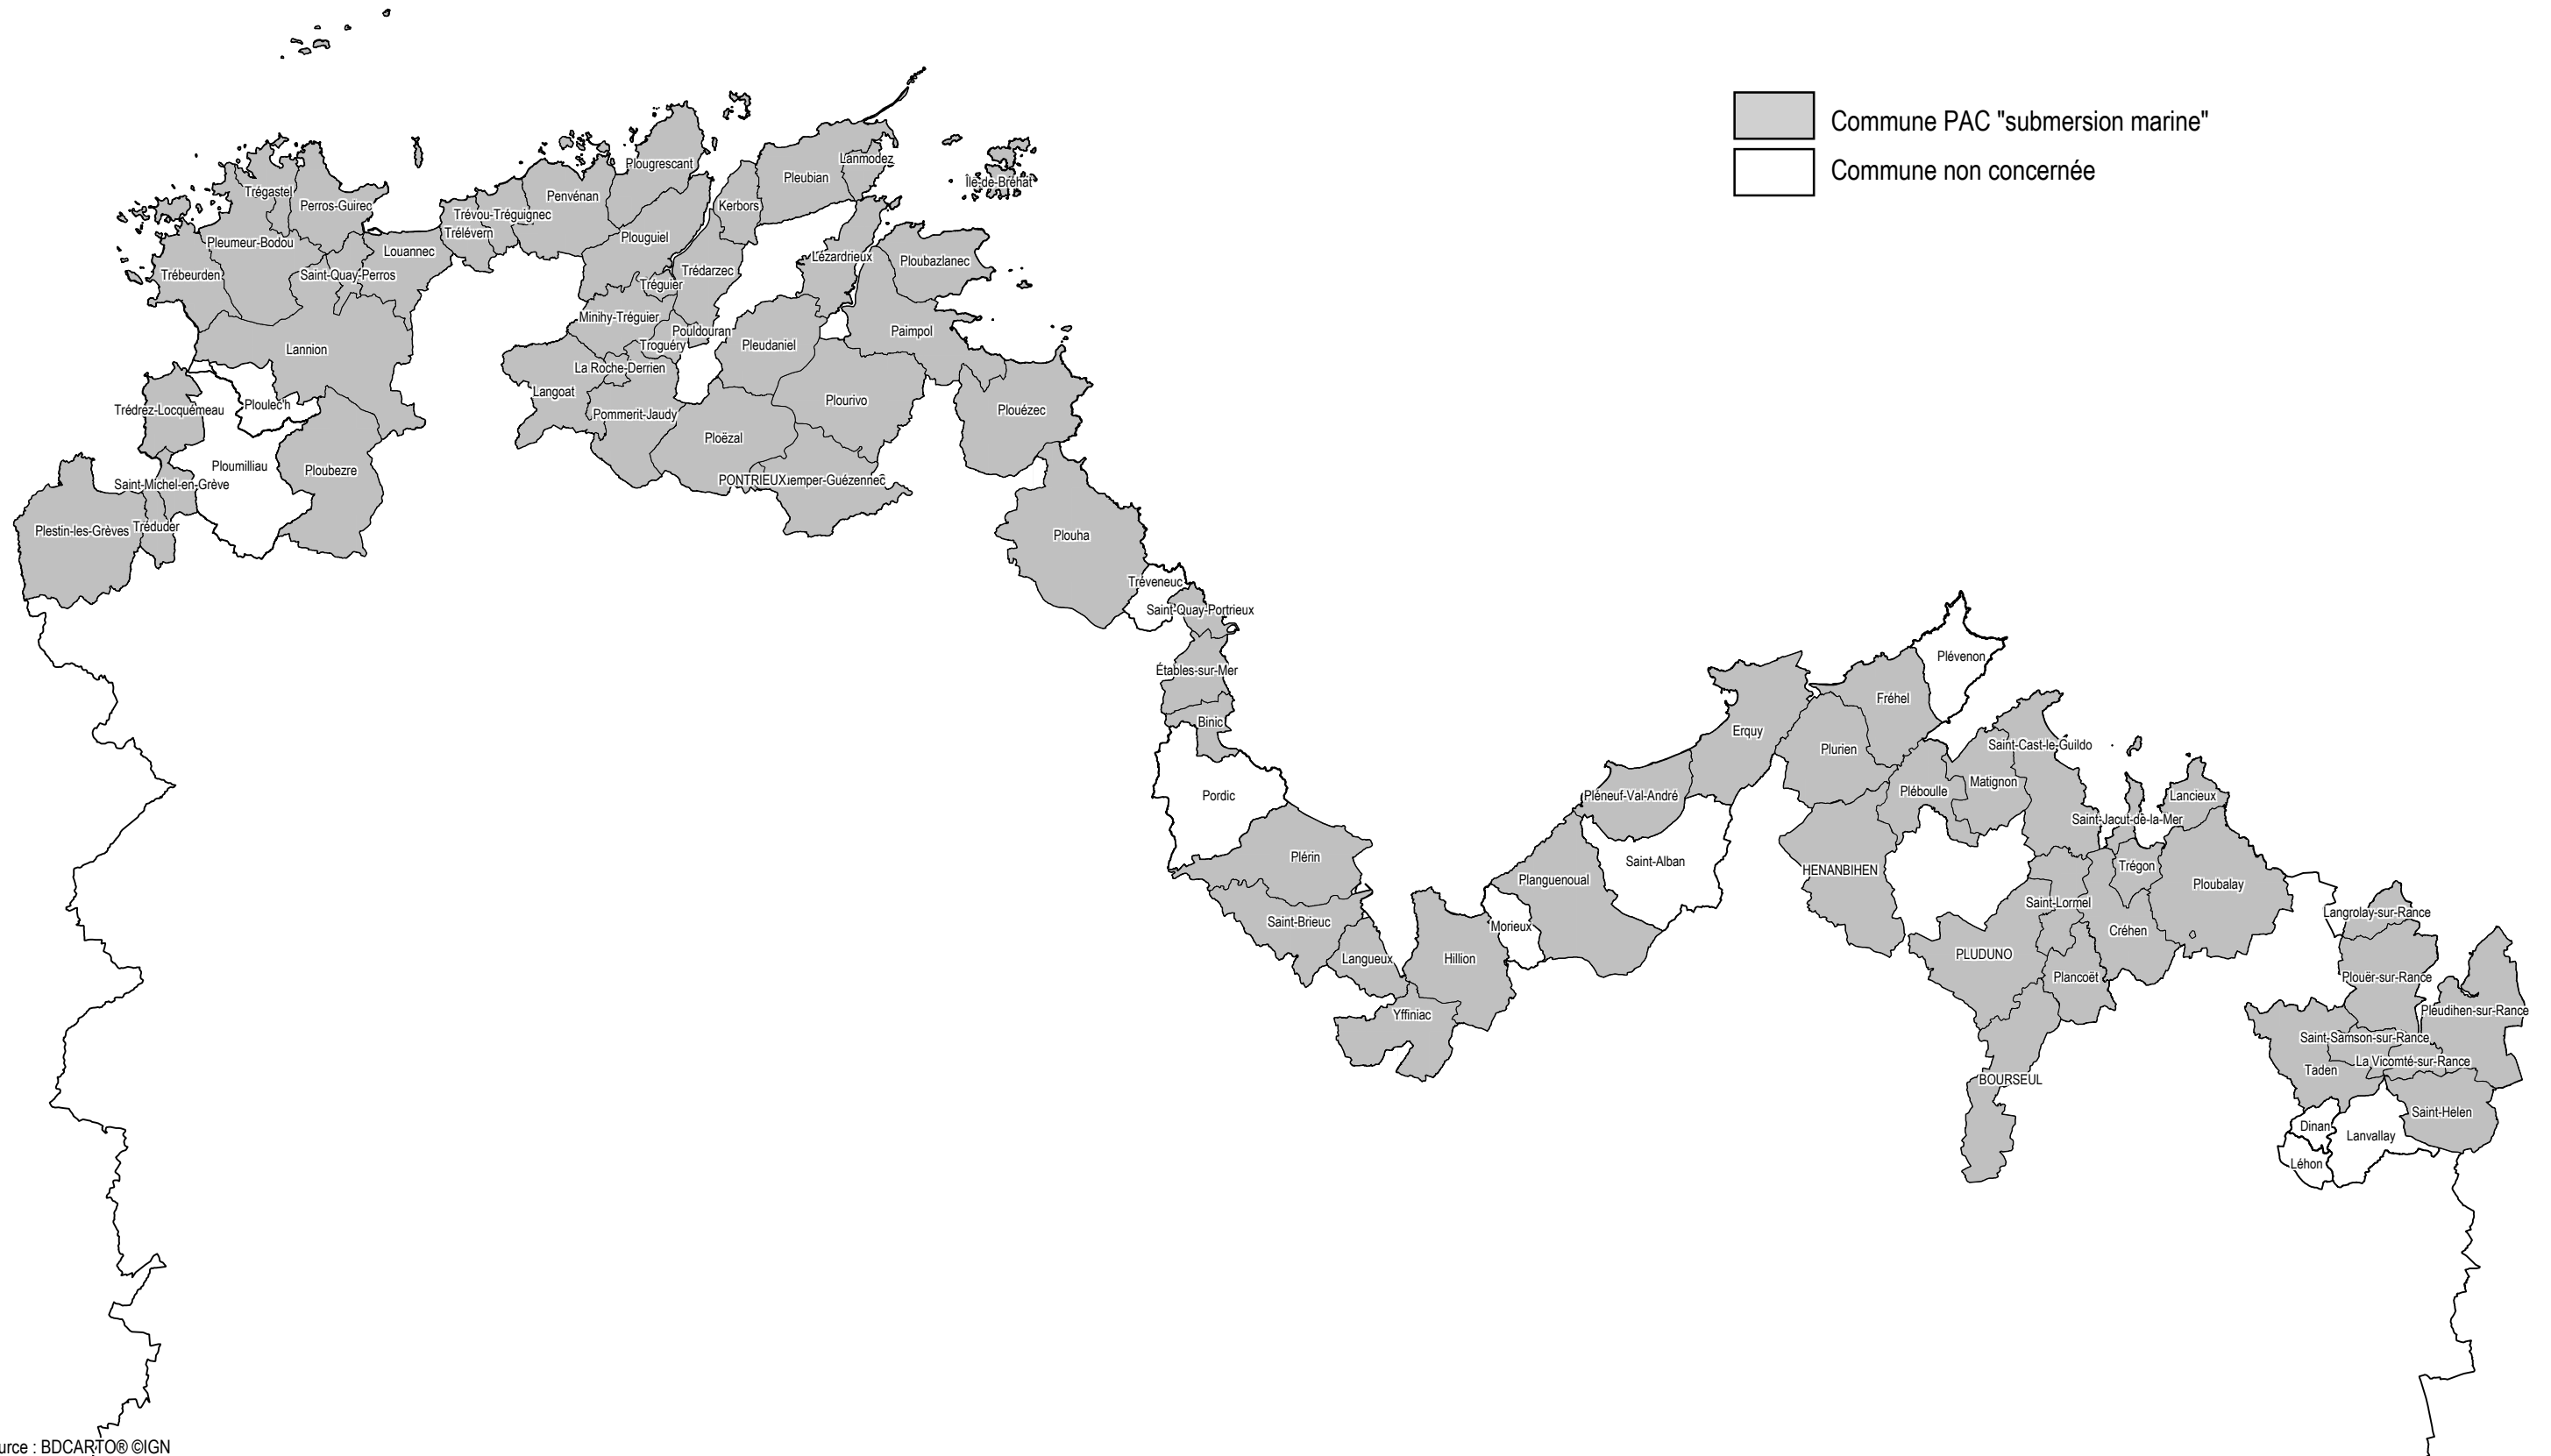 Commune PAC "submersion marine"
Commune non concernée
Plougrescant
Lanmodez
Pleubian
Île-de-Bréhat
Trégastel
Penvénan
Perros-Guirec
Kerbors
Trévou-Tréguignec
Trélévern
Plouguiel
Pleumeur-Bodou
Louannec
Lézardrieux
Ploubazlanec
Trédarzec
Trébeurden
Saint-Quay-Perros
Tréguier
Minihy-Tréguier
Pouldouran
Paimpol
Troguéry
Pleudaniel
Lannion
La Roche-Derrien
Langoat
Plourivo
Ploulec'h
Trédrez-Locquémeau
Plouézec
Pommerit-Jaudy
Ploëzal
Ploumilliau
Ploubezre
PONTRIEUX
emper-Guézennec
Saint-Michel-en-Grève
Tréduder
Plestin-les-Grèves
Plouha
Tréveneuc
Saint-Quay-Portrieux
Étables-sur-Mer
Binic
Plévenon
Fréhel
Erquy
Plurien
Saint-Cast-le-Guildo
Matignon
Pléboulle
Pordic
Pléneuf-Val-André
Lancieux
Saint-Jacut-de-la-Mer
Plérin
Saint-Alban
Trégon
HENANBIHEN
Planguenoual
Ploubalay
Saint-Lormel
Langrolay-sur-Rance
Saint-Brieuc
Morieux
Créhen
PLUDUNO
Langueux
Hillion
Plancoët
Plouër-sur-Rance
Pleudihen-sur-Rance
Yffiniac
Saint-Samson-sur-Rance
La Vicomté-sur-Rance
Taden
BOURSEUL
Saint-Helen
Dinan
Lanvallay
Léhon
urce : BDCARTO® ©IGN